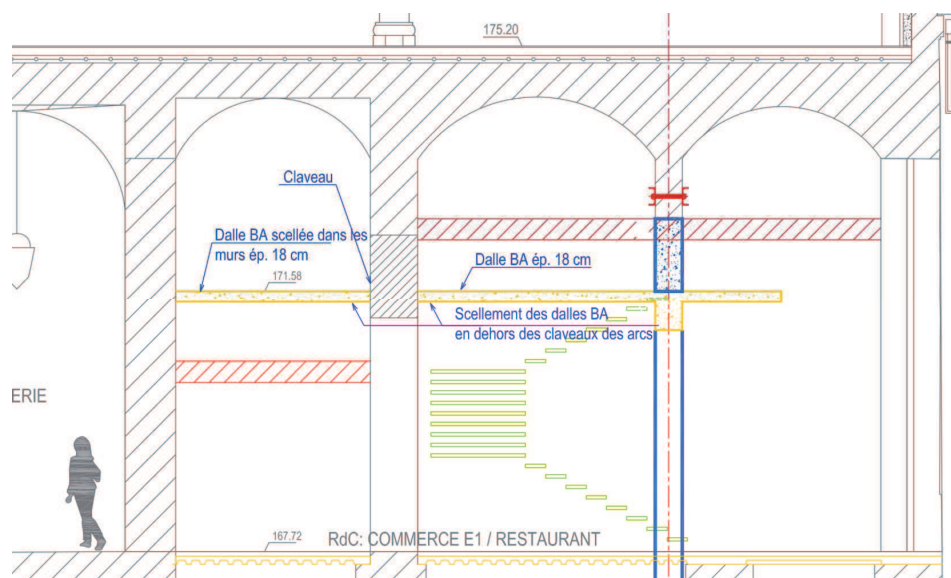 175.20
Claveau
Dalle BA scellée dans les
murs ép. 18 cm
171.58
Dalle BA ép. 18 cm
Scellement des dalles BA
en dehors des claveaux des arcs
ERIE
167.72
RdC: COMMERCE E1 / RESTAURANT